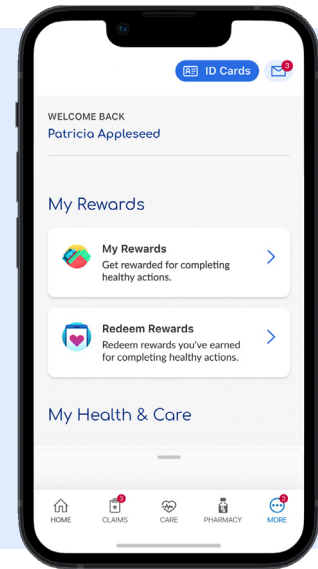 ID Cards
3
WELCOME BACK
Patricia Appleseed
My Rewards
My Rewards
Get rewarded for completing
healthy actions.
Redeem Rewards
Redeem rewards you've earned
for completing healthy actions.
My Health & Care
3
3
HOME
CLAIMS
CARE
PHARMACY
MORE